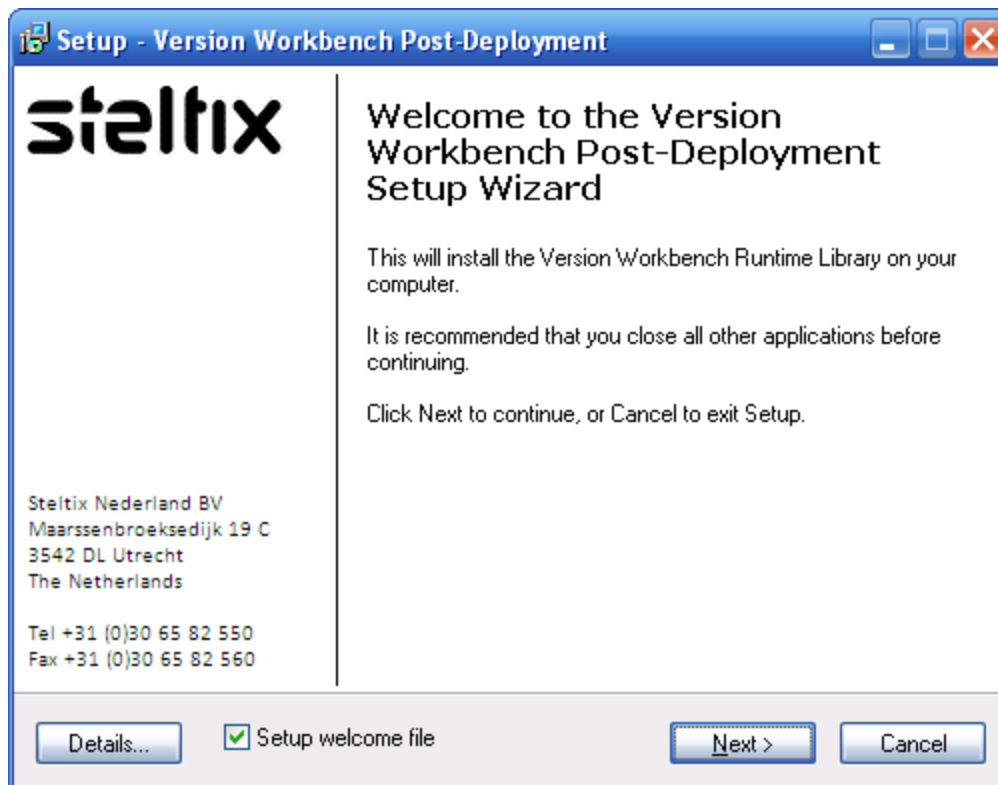 Setup - Version Workbench Post-Deployment
steltix
Welcome to the Version
Workbench Post-Deployment
Setup Wizard
This will install the Version Workbench Runtime Library on your
computer.
It is recommended that you close all other applications before
continuing.
Click Next to continue, or Cancel to exit Setup.
Steltix Nederland BV
Maarssenbroeksedijk 19 C
3542 DL Utrecht
The Netherlands
Tel +31 (0)30 65 82 550
Fax +31 (0)30 65 82 560
Details...
Setup welcome file
Next >
Cancel